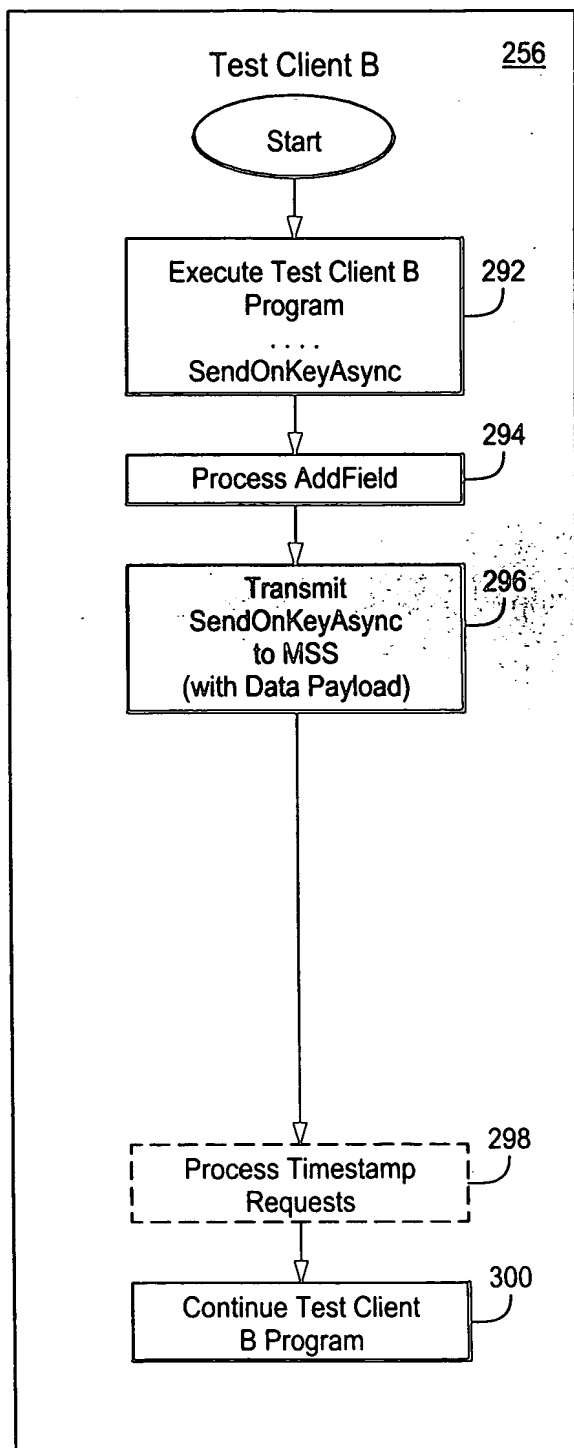 Test Client B
256
Start
Execute Test Client B
Program
. . . .
SendOnKeyAsync
292
Process AddField
294
Transmit
SendOnKeyAsync
to MSS
(with Data Payload)
296
Process Timestamp
Requests
298
Continue Test Client
B Program
300